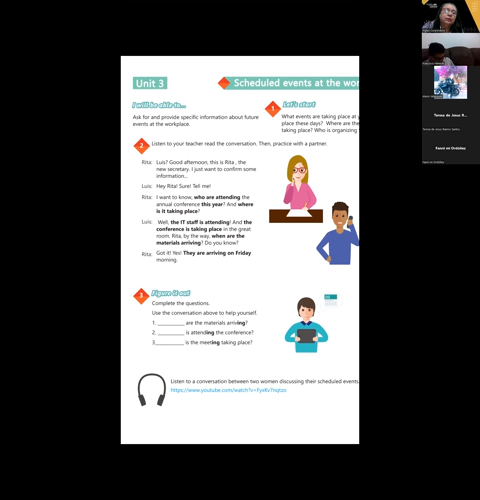 Unit 3
Scheduled events at the wor
I will be able to...
Ask for and provide specific information about future
events at the workplace.
1
Let's start
What events are taking place at y
place these days? Where are the
taking place? Who is organizing
2
Listen to your teacher read the conversation. Then, practice with a partner.
Rita: Luis? Good afternoon, this is Rita , the
new secretary. I just want to confirm some
information...
Luis: Hey Rita! Sure! Tell me!
Rita: I want to know, who are attending the
annual conference this year? And where
is it taking place?
Luis: Well, the IT staff is attending! And the
conference is taking place in the great
room. Rita, by the way, when are the
materials arriving? Do you know?
Rita: Got it! Yes! They are arriving on Friday
morning.
3
Figure it out
Complete the questions.
Use the conversation above to help yourself.
1. __________ are the materials arriving?
2. __________ is attending the conference?
3__________ is the meeting taking place?
Listen to a conversation between two women discussing their scheduled events.
Teresa de Jesus R...